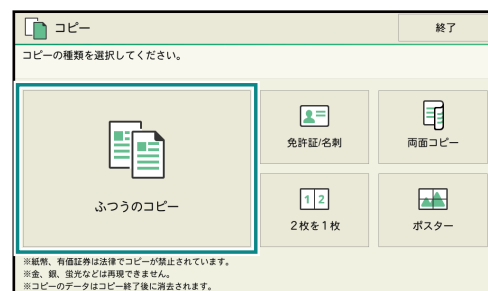 コピー
終了
コピーの種類を選択してください。
ふつうのコピー
免許証/名刺
両面コピー
1 2
2枚を1枚
ポスター
※紙幣、有価証券は法律でコピーが禁止されています。
※金、銀、蛍光などは再現できません。
※コピーのデータはコピー終了後に消去されます。